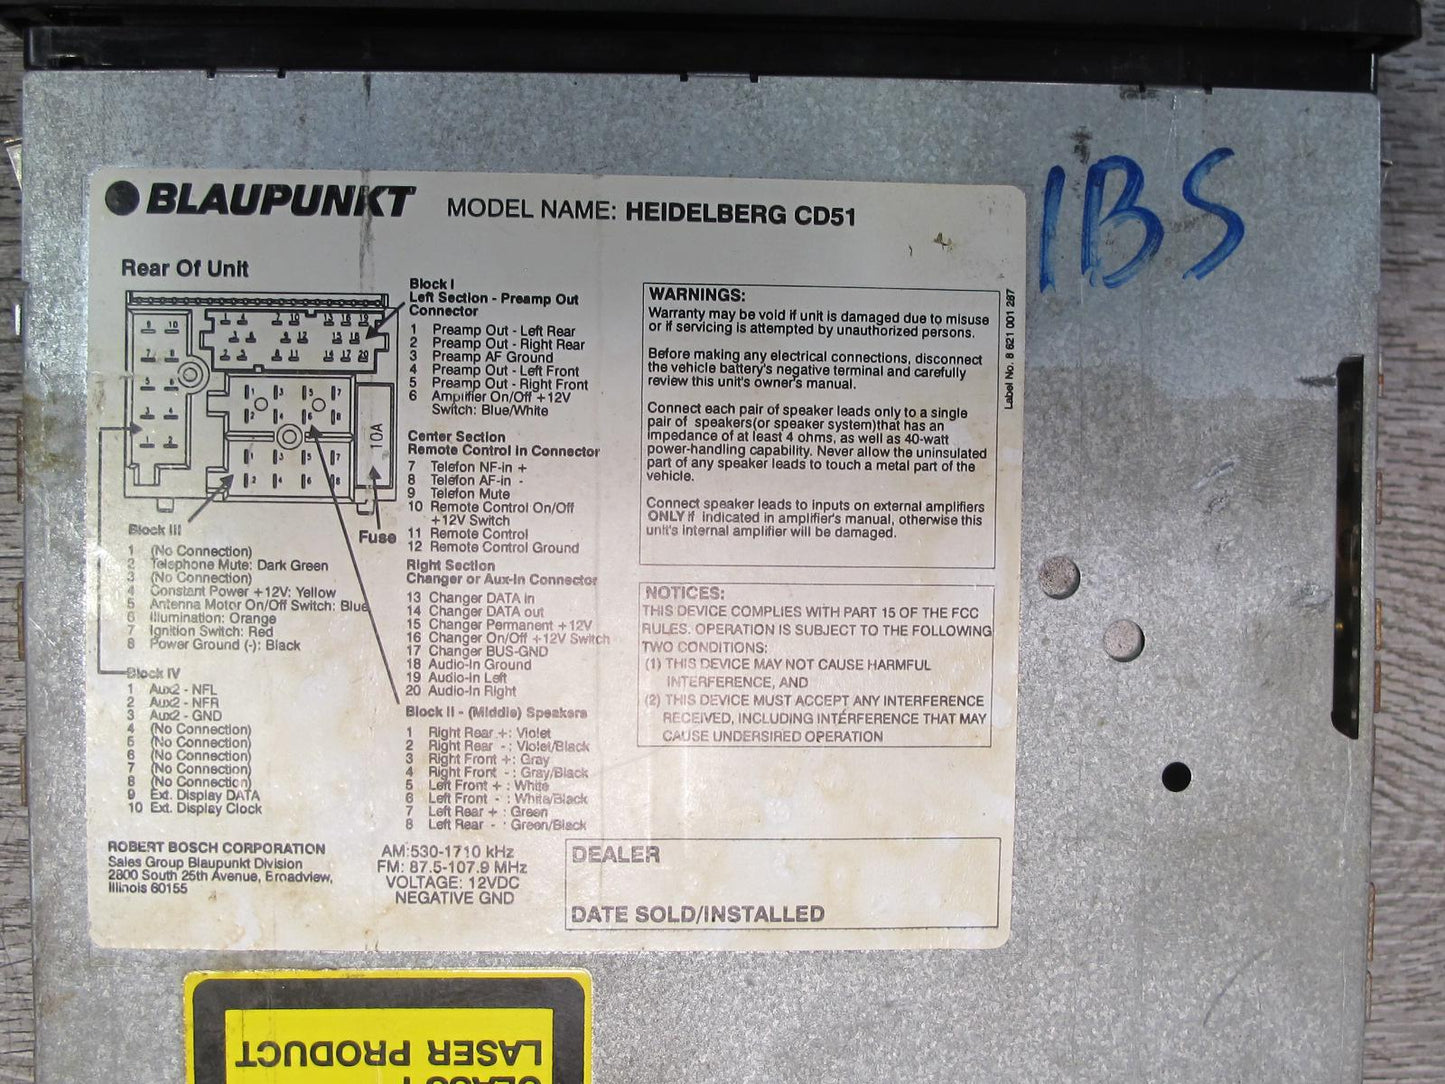 BLAUPUNKT MODEL NAME: HEIDELBERG CD51
IBS
Rear Of Unit
10A
Fuse
Block I
Left Section - Preamp Out
Connector
1 Preamp Out - Left Rear
2 Preamp Out - Right Rear
3 Preamp AF Ground
4 Preamp Out - Left Front
5 Preamp Out - Right Front
6 Amplifier On/Off +12V
Switch: Blue/White
Center Section
Remote Control in Connector
7 Telefon NF-in +
8 Telefon AF-in -
9 Telefon Mute
10 Remote Control On/Off
+12V Switch
11 Remote Control
12 Remote Control Ground
Right Section
Changer or Aux-In Connector
13 Changer DATA in
14 Changer DATA out
15 Changer Permanent +12V
16 Changer On/Off +12V Switch
17 Changer BUS-GND
18 Audio-In Ground
19 Audio-In Left
20 Audio-In Right
Block II - (Middle) Speakers
1 Right Rear +: Violet
2 Right Rear - : Violet/Black
3 Right Front +: Gray
4 Right Front - : Gray/Black
5 Left Front + : White
6 Left Front - : White/Black
7 Left Rear + : Green
8 Left Rear - : Green/Black
Block III
1 (No Connection)
2 Telephone Mute: Dark Green
3 (No Connection)
4 Constant Power +12V: Yellow
5 Antenna Motor On/Off Switch: Blue
6 Illumination: Orange
7 Ignition Switch: Red
8 Power Ground (-): Black
Block IV
1 Aux2 - NFL
2 Aux2 - NFR
3 Aux2 - GND
4 (No Connection)
5 (No Connection)
6 (No Connection)
7 (No Connection)
8 (No Connection)
9 Ext. Display DATA
10 Ext. Display Clock
WARNINGS:
Warranty may be void if unit is damaged due to misuse
or if servicing is attempted by unauthorized persons.
Before making any electrical connections, disconnect
the vehicle battery's negative terminal and carefully
review this unit's owner's manual.
Connect each pair of speaker leads only to a single
pair of speakers(or speaker system)that has an
impedance of at least 4 ohms, as well as 40-watt
power-handling capability. Never allow the uninsulated
part of any speaker leads to touch a metal part of the
vehicle.
Connect speaker leads to inputs on external amplifiers
ONLY if indicated in amplifier's manual, otherwise this
unit's internal amplifier will be damaged.
Label No. 8 621 001 287
NOTICES:
THIS DEVICE COMPLIES WITH PART 15 OF THE FCC
RULES. OPERATION IS SUBJECT TO THE FOLLOWING
TWO CONDITIONS:
(1) THIS DEVICE MAY NOT CAUSE HARMFUL
INTERFERENCE, AND
(2) THIS DEVICE MUST ACCEPT ANY INTERFERENCE
RECEIVED, INCLUDING INTERFERENCE THAT MAY
CAUSE UNDERSIRED OPERATION
ROBERT BOSCH CORPORATION
Sales Group Blaupunkt Division
2800 South 25th Avenue, Broadview,
Illinois 60155
AM:530-1710 kHz
FM: 87.5-107.9 MHz
VOLTAGE: 12VDC
NEGATIVE GND
DEALER
DATE SOLD/INSTALLED
LASER PRODUCT
CLASS 1